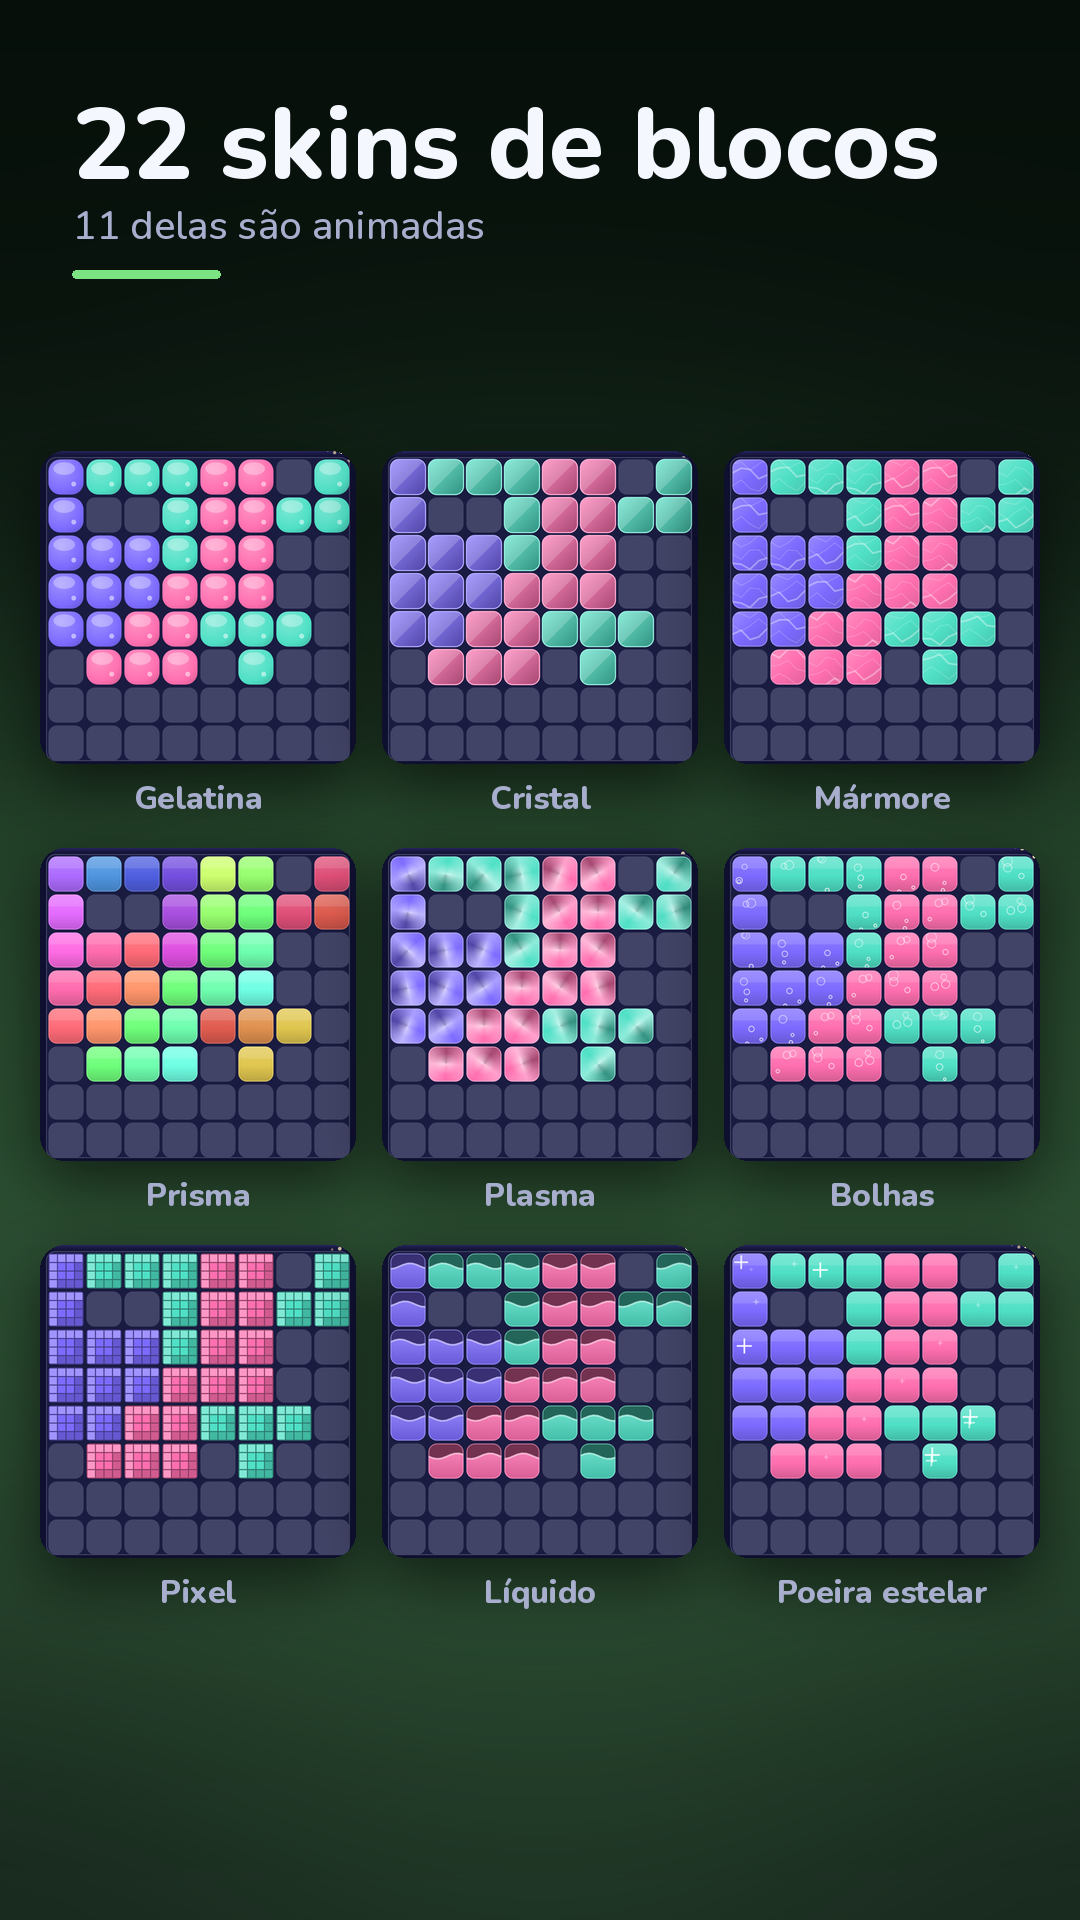 22 skins de blocos
11 delas são animadas
Gelatina
Cristal
Mármore
Prisma
Plasma
Bolhas
Pixel
Líquido
Poeira estelar